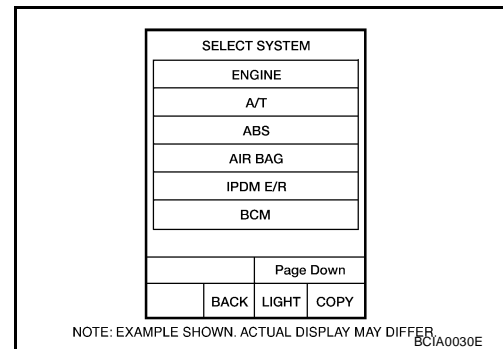 SELECT SYSTEM
ENGINE
A/T
ABS
AIR BAG
IPDM E/R
BCM
Page Down
BACK LIGHT COPY
NOTE: EXAMPLE SHOWN. ACTUAL DISPLAY MAY DIFFER.
BCIA0030E